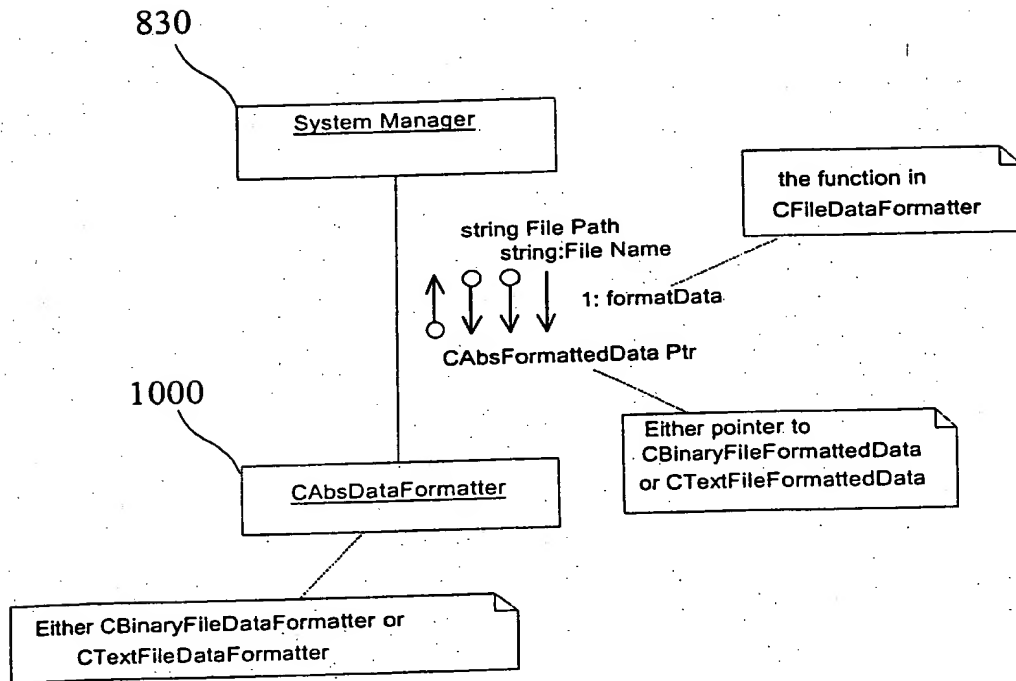 830
System Manager
the function in
CFileDataFormatter
string File Path
string:File Name
1: formatData
CAbsFormattedData Ptr
1000
Either pointer to
CBinaryFileFormattedData
or CTextFileFormattedData
CAbsDataFormatter
Either CBinaryFileDataFormatter or
CTextFileDataFormatter